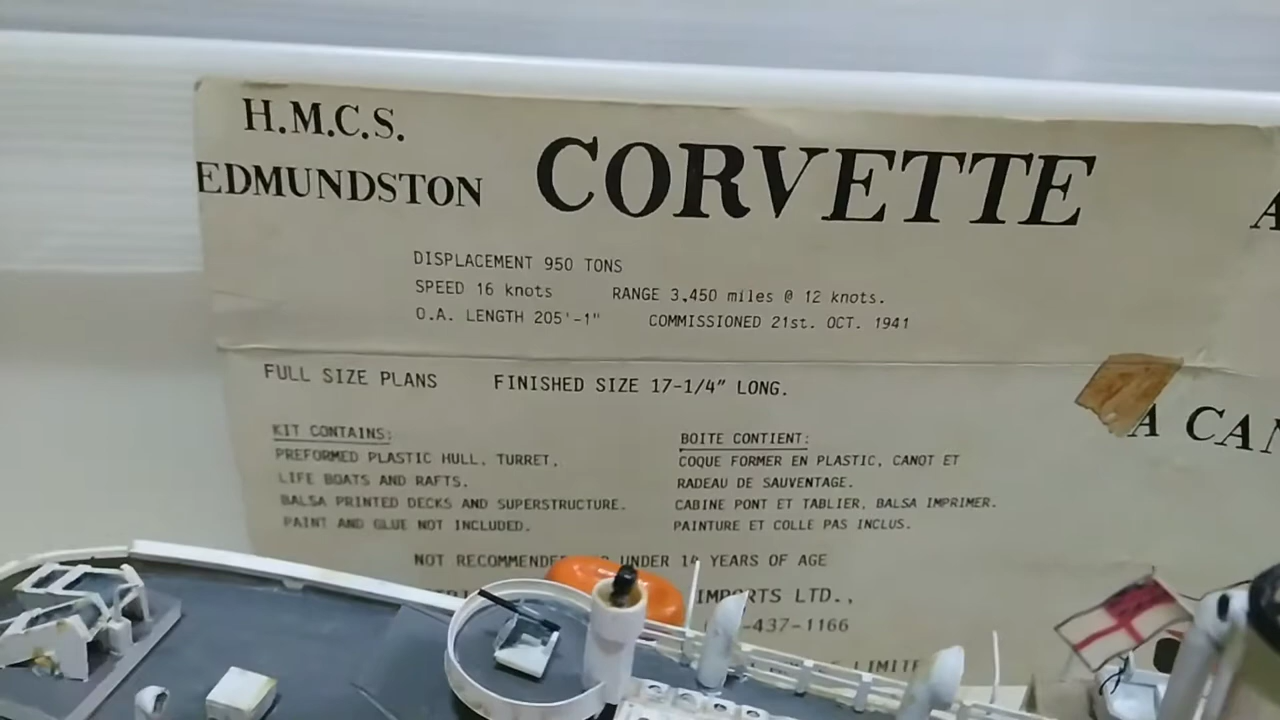 H.M.C.S.
EDMUNDSTON
CORVETTE
DISPLACEMENT 950 TONS
SPEED 16 knots RANGE 3,450 miles @ 12 knots.
O.A. LENGTH 205'-1" COMMISSIONED 21st. OCT. 1941
FULL SIZE PLANS FINISHED SIZE 17-1/4" LONG.
A CAN
KIT CONTAINS:
PREFORMED PLASTIC HULL, TURRET,
LIFE BOATS AND RAFTS.
BALSA PRINTED DECKS AND SUPERSTRUCTURE.
PAINT AND GLUE NOT INCLUDED.
BOITE CONTIENT:
COQUE FORMER EN PLASTIC, CANOT ET
RADEAU DE SAUVENTAGE.
CABINE PONT ET TABLIER, BALSA IMPRIMER.
PAINTURE ET COLLE PAS INCLUS.
NOT RECOMMENDE UNDER 14 YEARS OF AGE
IMPORTS LTD.,
-437-1166
LIMITE